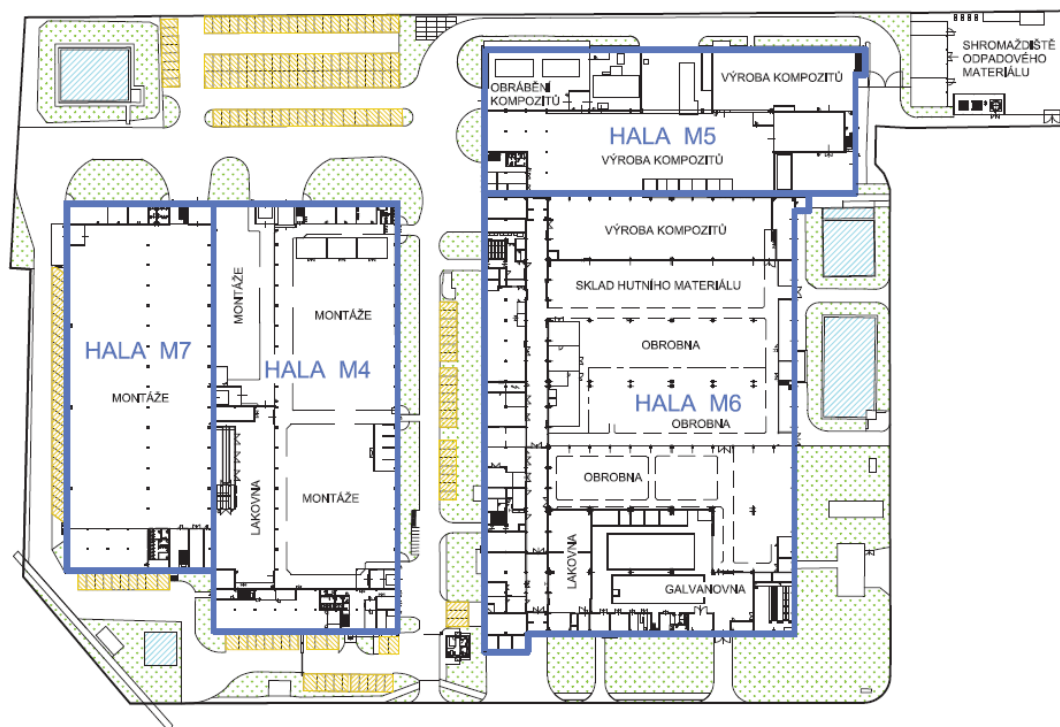 SHROMAŽDIŠTĚ
ODPADOVÉHO
MATERIÁLU
VÝROBA KOMPOZITŮ
OBRÁBĚNÍ
KOMPOZITŮ
HALA M5
VÝROBA KOMPOZITŮ
VÝROBA KOMPOZITŮ
SKLAD HUTNÍHO MATERIÁLU
MONTÁŽE
MONTÁŽE
OBROBNA
HALA M7
HALA M4
MONTÁŽE
HALA M6
OBROBNA
OBROBNA
LAKOVNA
MONTÁŽE
LAKOVNA
GALVANOVNA